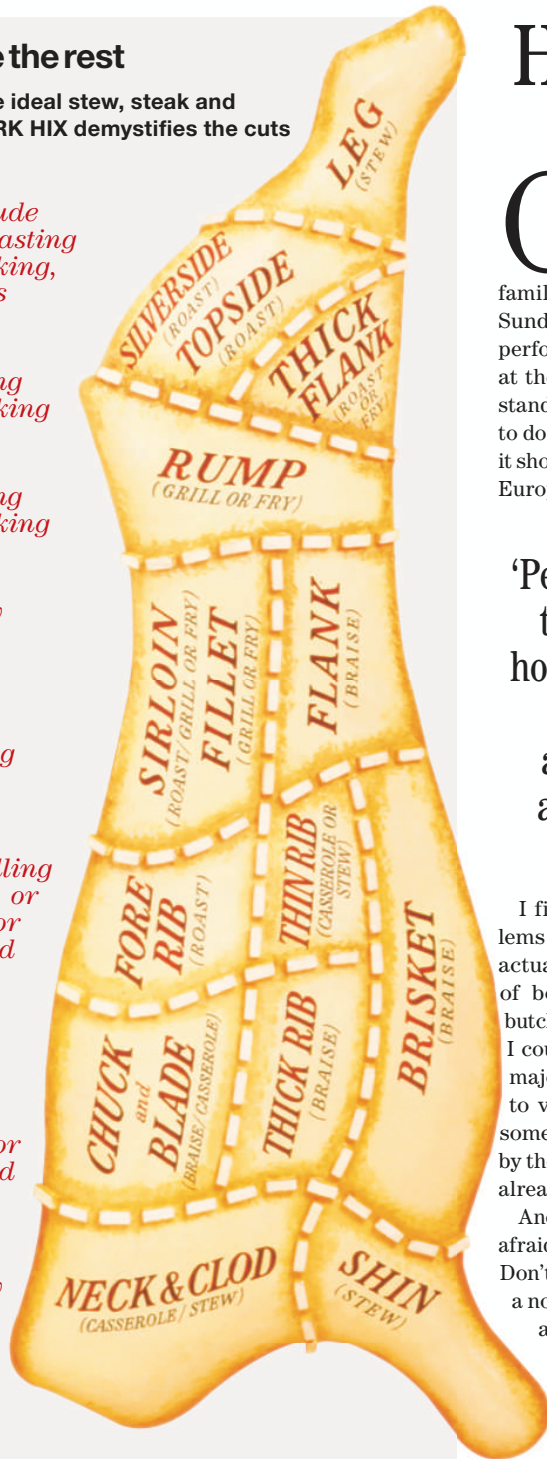 the rest
ideal stew, steak and
HIX demystifies the cuts
LEG
(STEW)
SILVERSIDE
(ROAST)
TOPSIDE
(ROAST)
THICK
FLANK
(ROAST
OR
FRY)
RUMP
(GRILL OR FRY)
SIRLOIN
(ROAST/GRILL OR FRY)
FILLET
(GRILL OR FRY)
FLANK
(BRAISE)
FORE
RIB
(ROAST)
THIN RIB
(CASSEROLE OR
STEW)
BRISKET
(BRAISE)
CHUCK
and
BLADE
(BRAISE/CASSEROLE)
THICK RIB
(BRAISE)
NECK & CLOD
(CASSEROLE / STEW)
SHIN
(STEW)
or
H
famil
Sund
perfo
at the
stand
to do
it sho
Euro
‘Pe
t
ho
a
a
I fi
lems
actua
of be
butch
I cou
majo
to v
some
by th
alrea
And
afraid
Don’t
a no
a